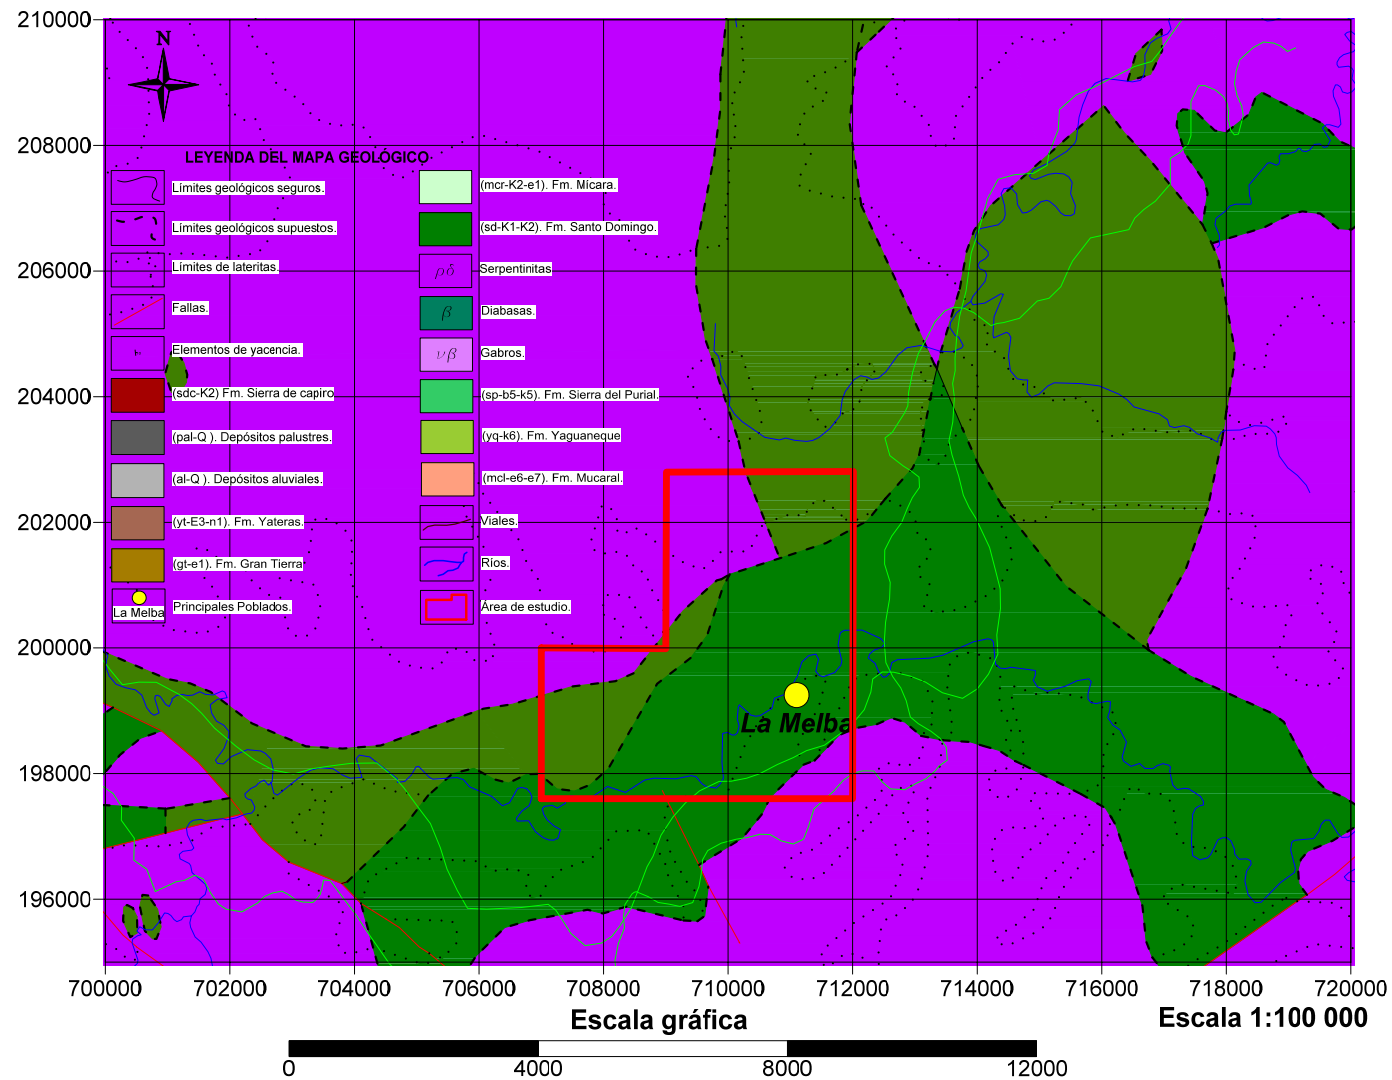 210000
208000
206000
204000
202000
200000
198000
196000
N
LEYENDA DEL MAPA GEOLÓGICO
Límites geológicos seguros.
Límites geológicos supuestos.
Límites de lateritas.
Fallas.
Elementos de yacencia.
(sdc-K2) Fm. Sierra de capiro
(pal-Q ). Depósitos palustres.
(al-Q ). Depósitos aluviales.
(yt-E3-n1). Fm. Yateras.
(gt-e1). Fm. Gran Tierra
La Melba
Principales Poblados.
(mcr-K2-e1). Fm. Mícara.
(sd-K1-K2). Fm. Santo Domingo.
ρδ Serpentinitas
β Diabasas.
νβ Gabros.
(sp-b5-k5). Fm. Sierra del Purial.
(yq-k6). Fm. Yaguaneque
(mcl-e6-e7). Fm. Mucaral.
Viales.
Ríos.
Área de estudio.
La Melba
700000 702000 704000 706000 708000 710000 712000 714000 716000 718000 720000
Escala gráfica
Escala 1:100 000
0 4000 8000 12000